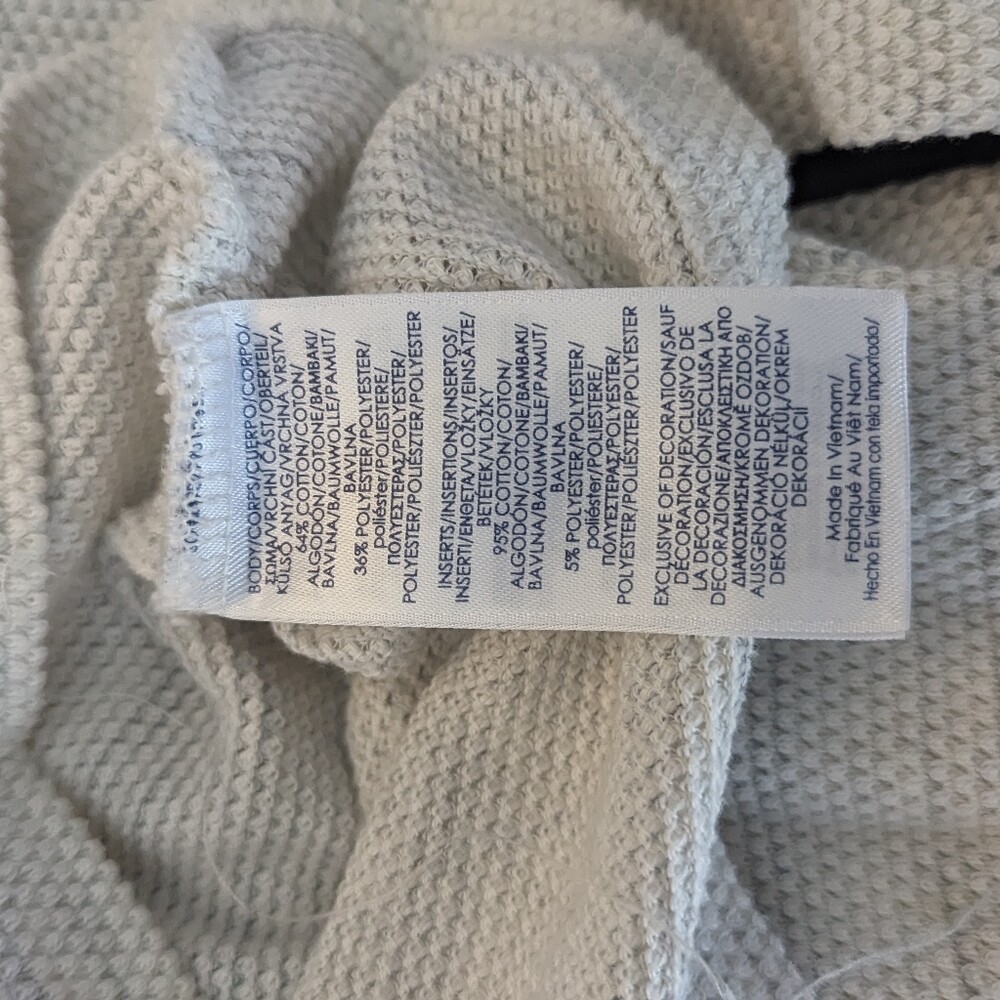 BODY/CORPS/CUERPO/CORPO/
ΣΩΜΑ/VRCHNÍ ČÁST/OBERTEIL/
KÜLSŐ ANYAG/VRCHNÁ VRSTVA
64% COTTON/COTON/
ALGODÓN/COTONE/ΒΑΜΒΑΚΙ/
BAVLNA/BAUMWOLLE/PAMUT/
BAVLNA
36% POLYESTER/POLYESTER/
poliéster/POLIESTERE/
ΠΟΛΥΕΣΤΕΡΑΣ/POLYESTER/
POLYESTER/POLIÉSZTER/POLYESTER
INSERTS/INSERTIONS/INSERTOS/
INSERTI/ΕΝΘΕΤΑ/VLOŽKY/EINSÄTZE/
BETÉTEK/VLOŽKY
95% COTTON/COTON/
ALGODÓN/COTONE/ΒΑΜΒΑΚΙ/
BAVLNA/BAUMWOLLE/PAMUT/
BAVLNA
5% POLYESTER/POLYESTER/
poliéster/POLIESTERE/
ΠΟΛΥΕΣΤΕΡΑΣ/POLYESTER/
POLYESTER/POLIÉSZTER/POLYESTER
EXCLUSIVE OF DECORATION/SAUF
DÉCORATION/EXCLUSIVO DE
LA DECORACIÓN/ESCLUSA LA
DECORAZIONE/ΑΠΟΚΛΕΙΣΤΙΚΗ ΑΠΟ
ΔΙΑΚΟΣΜΗΣΗ/KROMĚ OZDOB/
AUSGENOMMEN DEKORATION/
DEKORÁCIÓ NÉLKÜL/OKREM
DEKORÁCIÍ
Made In Vietnam/
Fabriqué Au Viêt Nam/
Hecho En Vietnam con tela importada/